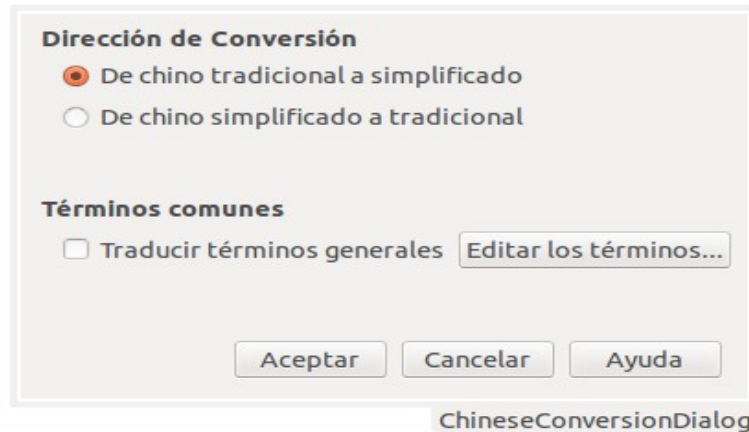 Dirección de Conversión
De chino tradicional a simplificado
De chino simplificado a tradicional
Términos comunes
Traducir términos generales Editar los términos...
Aceptar Cancelar Ayuda
ChineseConversionDialog